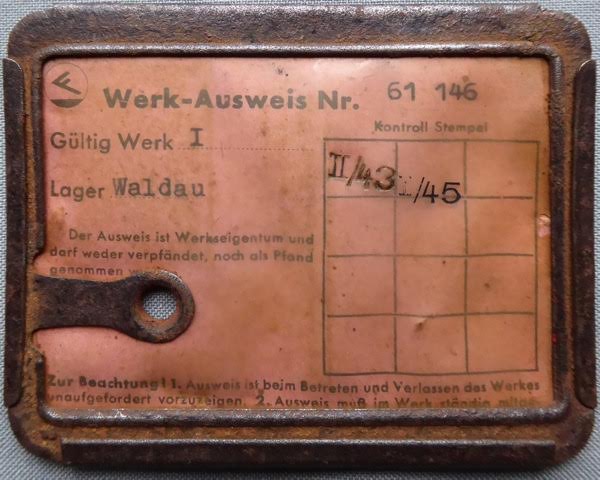 Werk-Ausweis Nr. 61 146
Gültig Werk I
Lager Waldau
Der Ausweis ist Werkseigentum und
darf weder verpfändet, noch als Pfand
genommen
Kontroll Stempel
II/43 I/45
Zur Beachtung! 1. Ausweis ist beim Betreten und Verlassen des Werkes
unaufgefordert vorzuzeigen. 2. Ausweis muß im Werk ständig